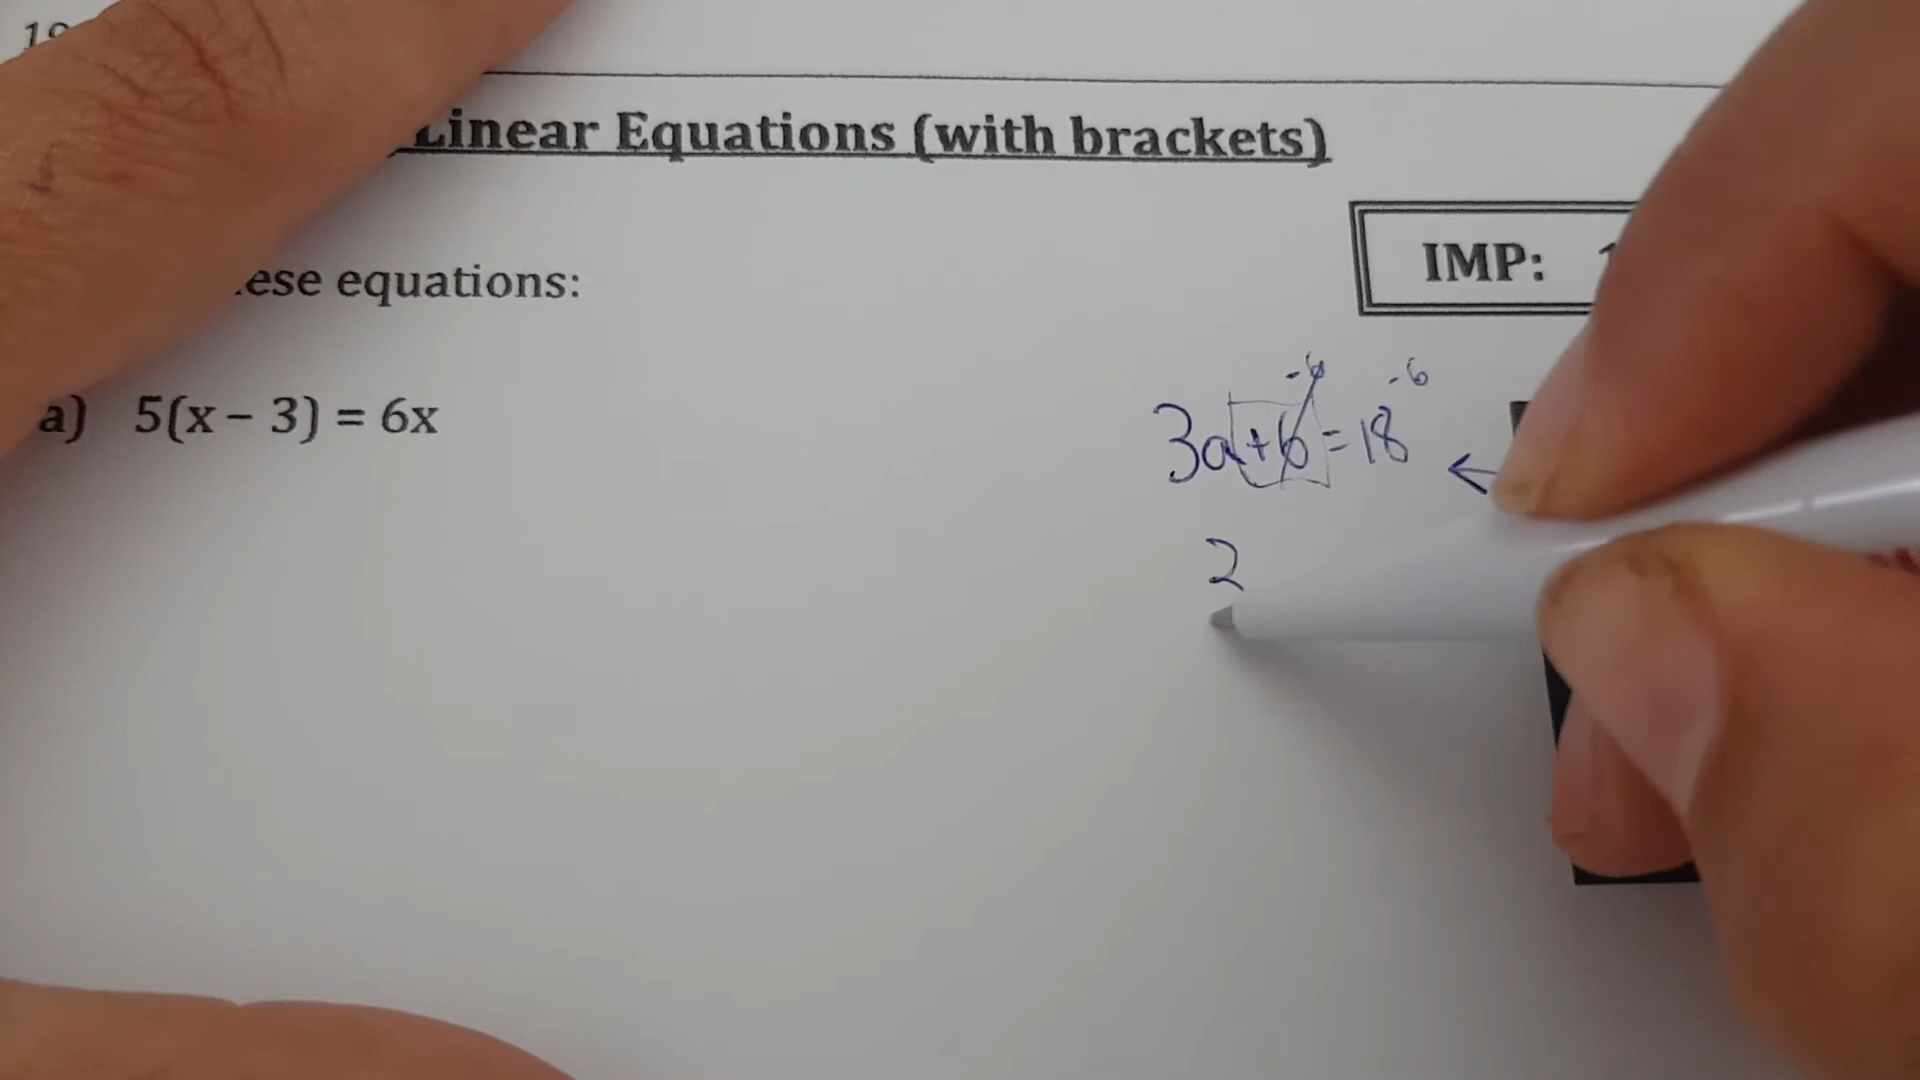 Linear Equations (with brackets)
IMP:
ese equations:
a) 5(x – 3) = 6x
-6 -6
3a+6=18 ←
2